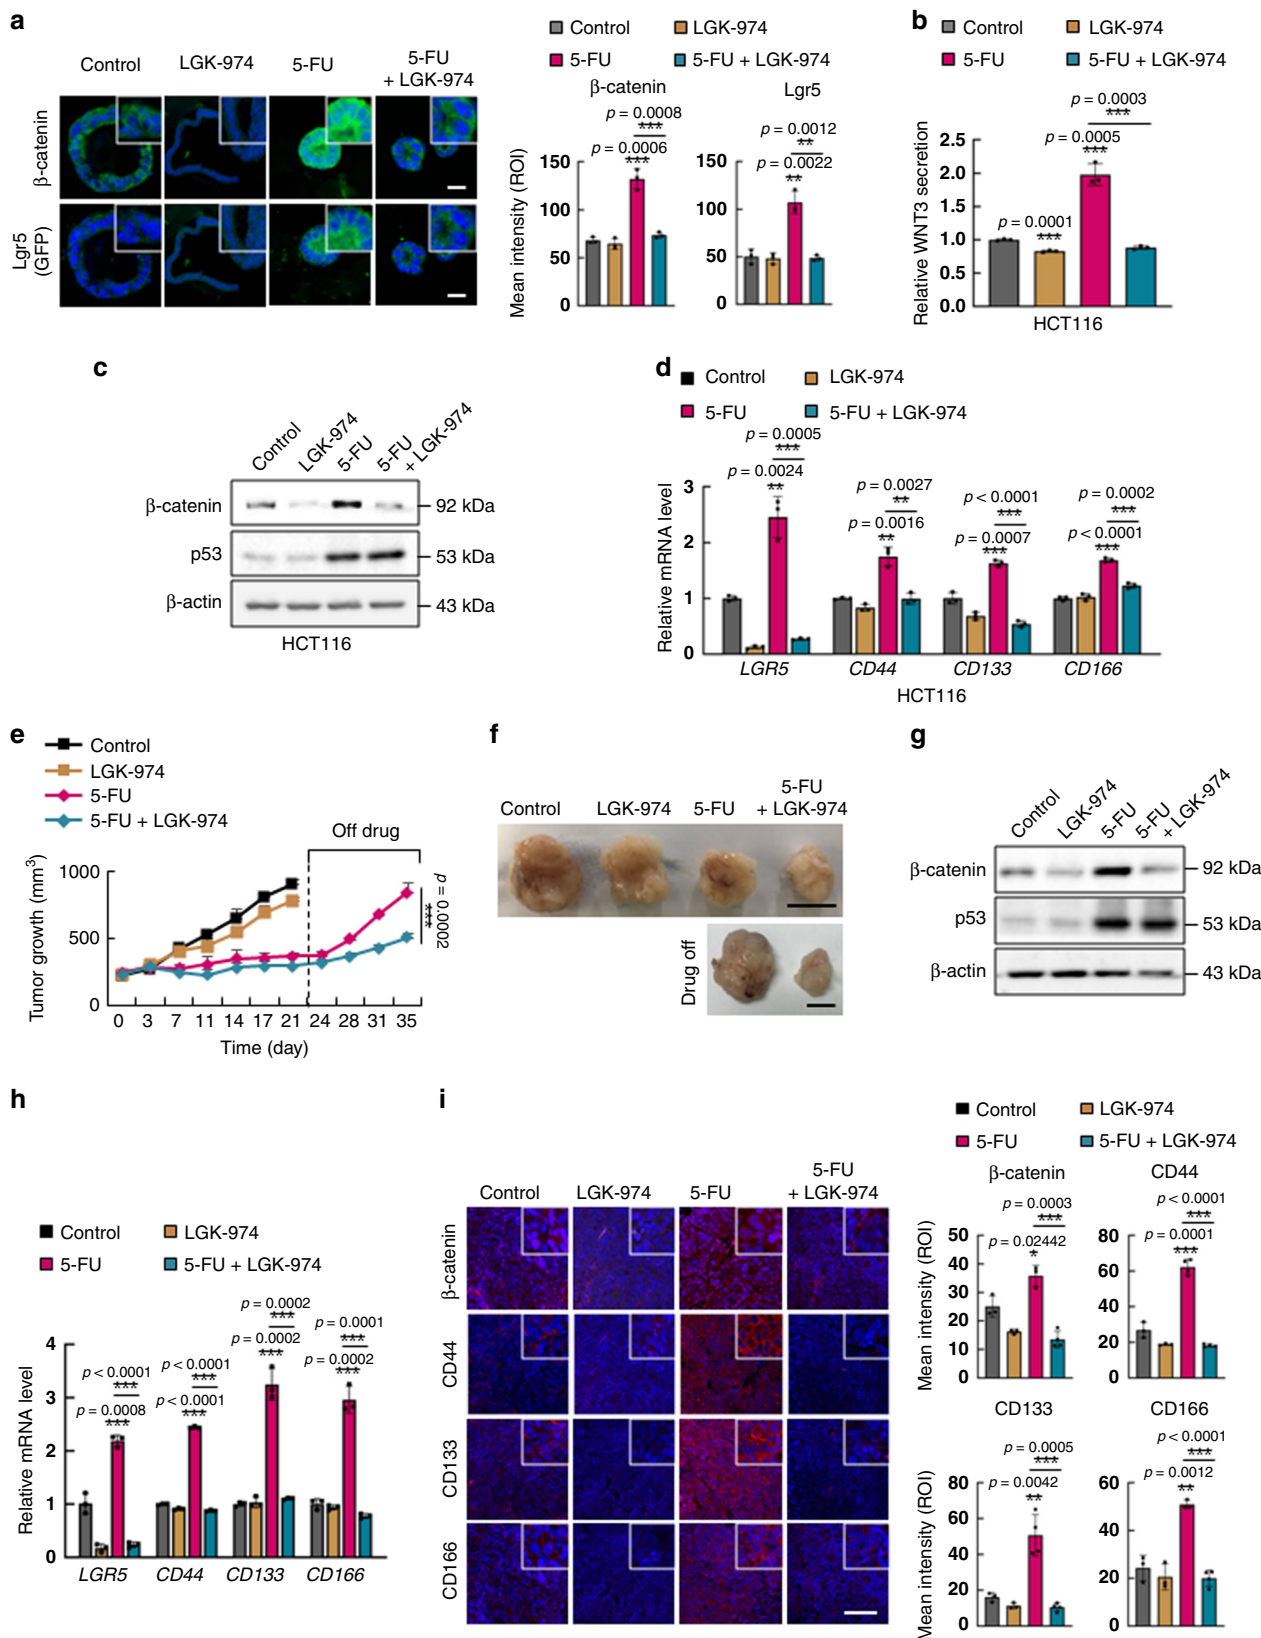 a
Control
LGK-974
5-FU
5-FU
+ LGK-974
β-catenin
Lgr5
(GFP)
Control
LGK-974
5-FU
5-FU + LGK-974
β-catenin
Lgr5
p = 0.0008
***
p = 0.0006
***
p = 0.0012
**
p = 0.0022
**
Mean intensity (ROI)
150
100
50
0
150
100
50
0
b
Control
LGK-974
5-FU
5-FU + LGK-974
p = 0.0003
***
p = 0.0005
***
p = 0.0001
***
Relative WNT3 secretion
2.5
2.0
1.5
1.0
0.5
0.0
HCT116
c
Control
LGK-974
5-FU
5-FU
+ LGK-974
β-catenin
92 kDa
p53
53 kDa
β-actin
43 kDa
HCT116
d
Control
LGK-974
5-FU
5-FU + LGK-974
p = 0.0005
***
p = 0.0024
**
p = 0.0027
**
p = 0.0016
**
p < 0.0001
***
p = 0.0007
***
p = 0.0002
***
p < 0.0001
***
Relative mRNA level
3
2
1
0
LGR5
CD44
CD133
CD166
HCT116
e
Control
LGK-974
5-FU
5-FU + LGK-974
Off drug
Tumor growth (mm3)
1000
500
0
p = 0.0002
***
0 3 7 11 14 17 21 24 28 31 35
Time (day)
f
Control
LGK-974
5-FU
5-FU
+ LGK-974
Drug off
g
Control
LGK-974
5-FU
5-FU
+ LGK-974
β-catenin
92 kDa
p53
53 kDa
β-actin
43 kDa
h
Control
LGK-974
5-FU
5-FU + LGK-974
p < 0.0001
***
p = 0.0008
***
p < 0.0001
***
p < 0.0001
***
p = 0.0002
***
p = 0.0002
***
p = 0.0001
***
p = 0.0002
***
Relative mRNA level
4
3
2
1
0
LGR5
CD44
CD133
CD166
i
Control
LGK-974
5-FU
5-FU
+ LGK-974
β-catenin
CD44
CD133
CD166
Control
LGK-974
5-FU
5-FU + LGK-974
β-catenin
p = 0.0003
***
p = 0.02442
*
Mean intensity (ROI)
50
40
30
20
10
0
CD44
p < 0.0001
***
p = 0.0001
***
80
60
40
20
0
CD133
p = 0.0005
***
p = 0.0042
**
Mean intensity (ROI)
80
60
40
20
0
CD166
p < 0.0001
***
p = 0.0012
**
60
40
20
0